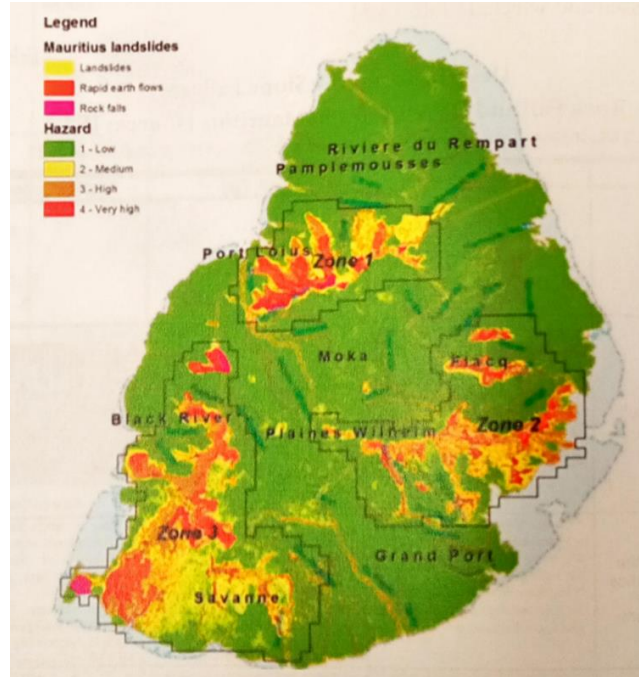 Legend
Mauritius landslides
Landslides
Rapid earth flows
Rock falls
Hazard
1 - Low
2 - Medium
3 - High
4 - Very high
Riviere du Rempart
Pamplemousses
Port Loius
Zone 1
Moka
Flacq
Black River
Plaines Wilheim
Zone 2
Zone 3
Grand Port
Savanne